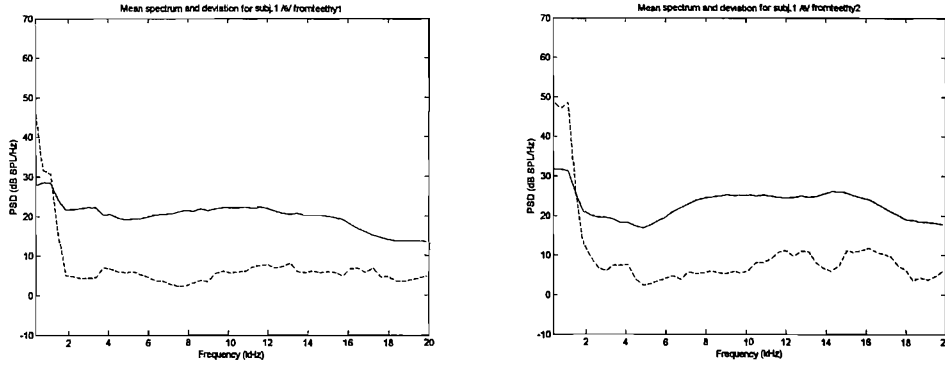 Mean spectrum and deviation for subj.1 /AV fromteethy1
70
60
50
40
30
20
10
0
-10
PSD (dB BPL/Hz)
2 4 6 8 10 12 14 16 18 20
Frequency (kHz)
Mean spectrum and deviation for subj.1 /AV fromteethy2
70
60
50
40
30
20
10
0
-10
PSD (dB BPL/Hz)
2 4 6 8 10 12 14 16 18 20
Frequency (kHz)